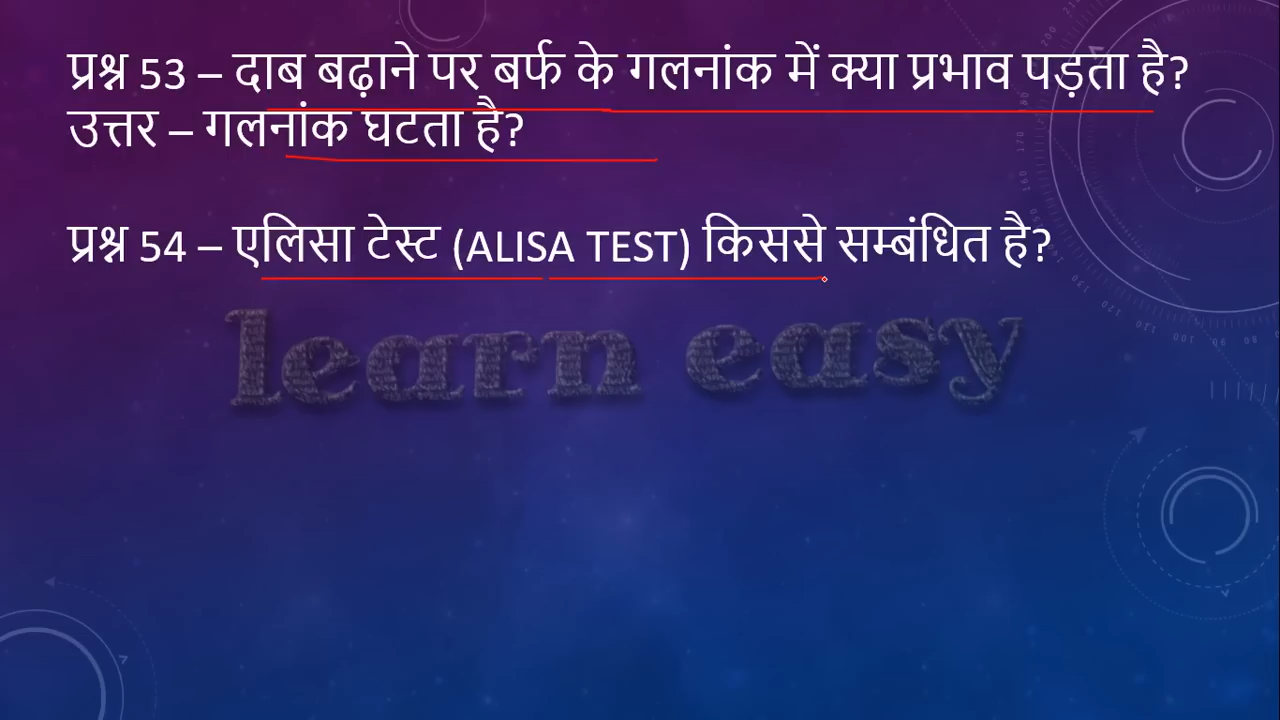 प्रश्न 53 – दाब बढ़ाने पर बर्फ के गलनांक में क्या प्रभाव पड़ता है?
उत्तर – गलनांक घटता है?
प्रश्न 54 – एलिसा टेस्ट (ALISA TEST) किससे सम्बंधित है?
learn easy